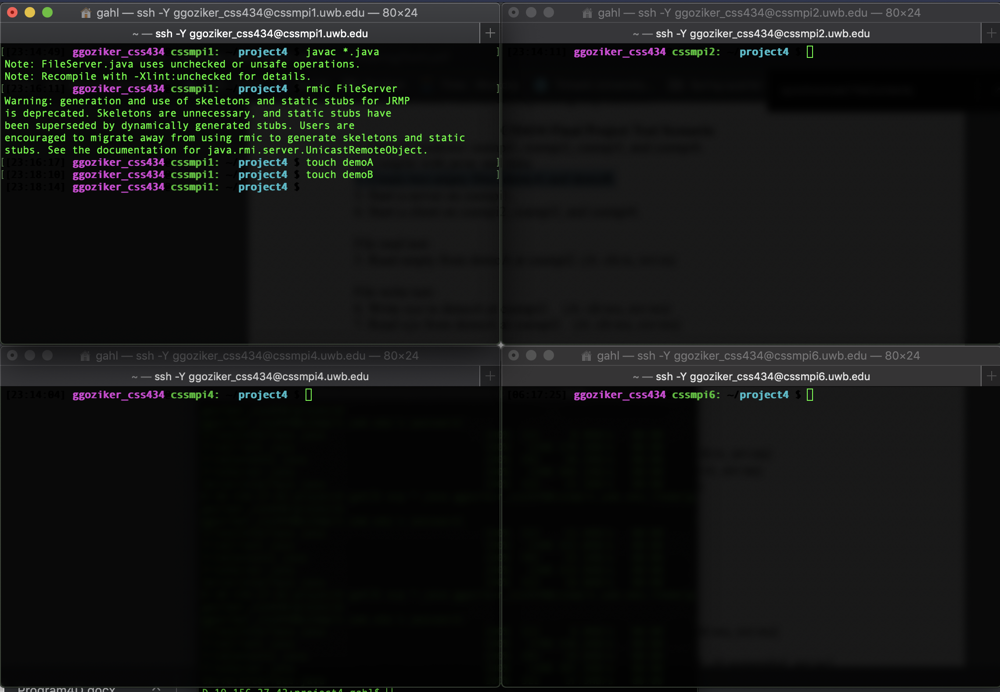 gahl — ssh -Y ggoziker_css434@cssmpi1.uwb.edu — 80×24
~ — ssh -Y ggoziker_css434@cssmpi1.uwb.edu
[23:14:49] ggoziker_css434 cssmpi1: ~/project4 $ javac *.java
Note: FileServer.java uses unchecked or unsafe operations.
Note: Recompile with -Xlint:unchecked for details.
[23:16:11] ggoziker_css434 cssmpi1: ~/project4 $ rmic FileServer
Warning: generation and use of skeletons and static stubs for JRMP
is deprecated. Skeletons are unnecessary, and static stubs have
been superseded by dynamically generated stubs. Users are
encouraged to migrate away from using rmic to generate skeletons and static
stubs. See the documentation for java.rmi.server.UnicastRemoteObject.
[23:16:17] ggoziker_css434 cssmpi1: ~/project4 $ touch demoA
[23:18:10] ggoziker_css434 cssmpi1: ~/project4 $ touch demoB
[23:18:14] ggoziker_css434 cssmpi1: ~/project4 $
gahl — ssh -Y ggoziker_css434@cssmpi2.uwb.edu — 80×24
~ — ssh -Y ggoziker_css434@cssmpi2.uwb.edu
[23:14:11] ggoziker_css434 cssmpi2: ~/project4 $
gahl — ssh -Y ggoziker_css434@cssmpi4.uwb.edu — 80×24
~ — ssh -Y ggoziker_css434@cssmpi4.uwb.edu
[23:14:04] ggoziker_css434 cssmpi4: ~/project4 $
gahl — ssh -Y ggoziker_css434@cssmpi6.uwb.edu — 80×24
~ — ssh -Y ggoziker_css434@cssmpi6.uwb.edu
[06:17:25] ggoziker_css434 cssmpi6: ~/project4 $
Program4D.docx
D-10-156-27-42:project4 gahl$